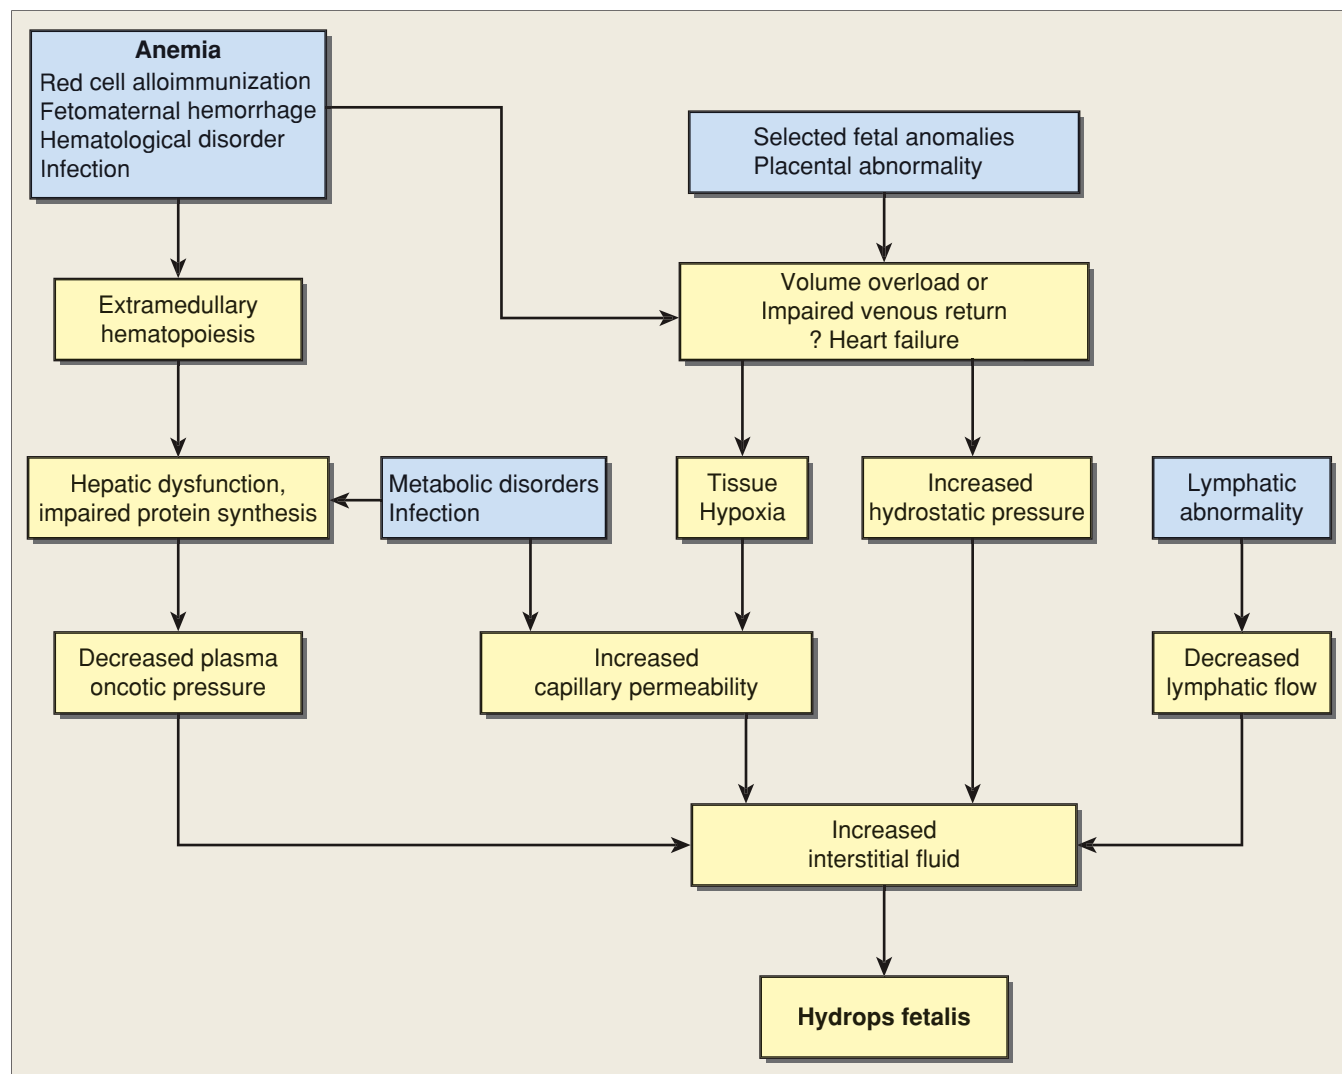 Anemia
Red cell alloimmunization
Fetomaternal hemorrhage
Hematological disorder
Infection
Selected fetal anomalies
Placental abnormality
Extramedullary
hematopoiesis
Volume overload or
Impaired venous return
? Heart failure
Hepatic dysfunction,
impaired protein synthesis
Metabolic disorders
Infection
Tissue
Hypoxia
Increased
hydrostatic pressure
Lymphatic
abnormality
Decreased plasma
oncotic pressure
Increased
capillary permeability
Decreased
lymphatic flow
Increased
interstitial fluid
Hydrops fetalis